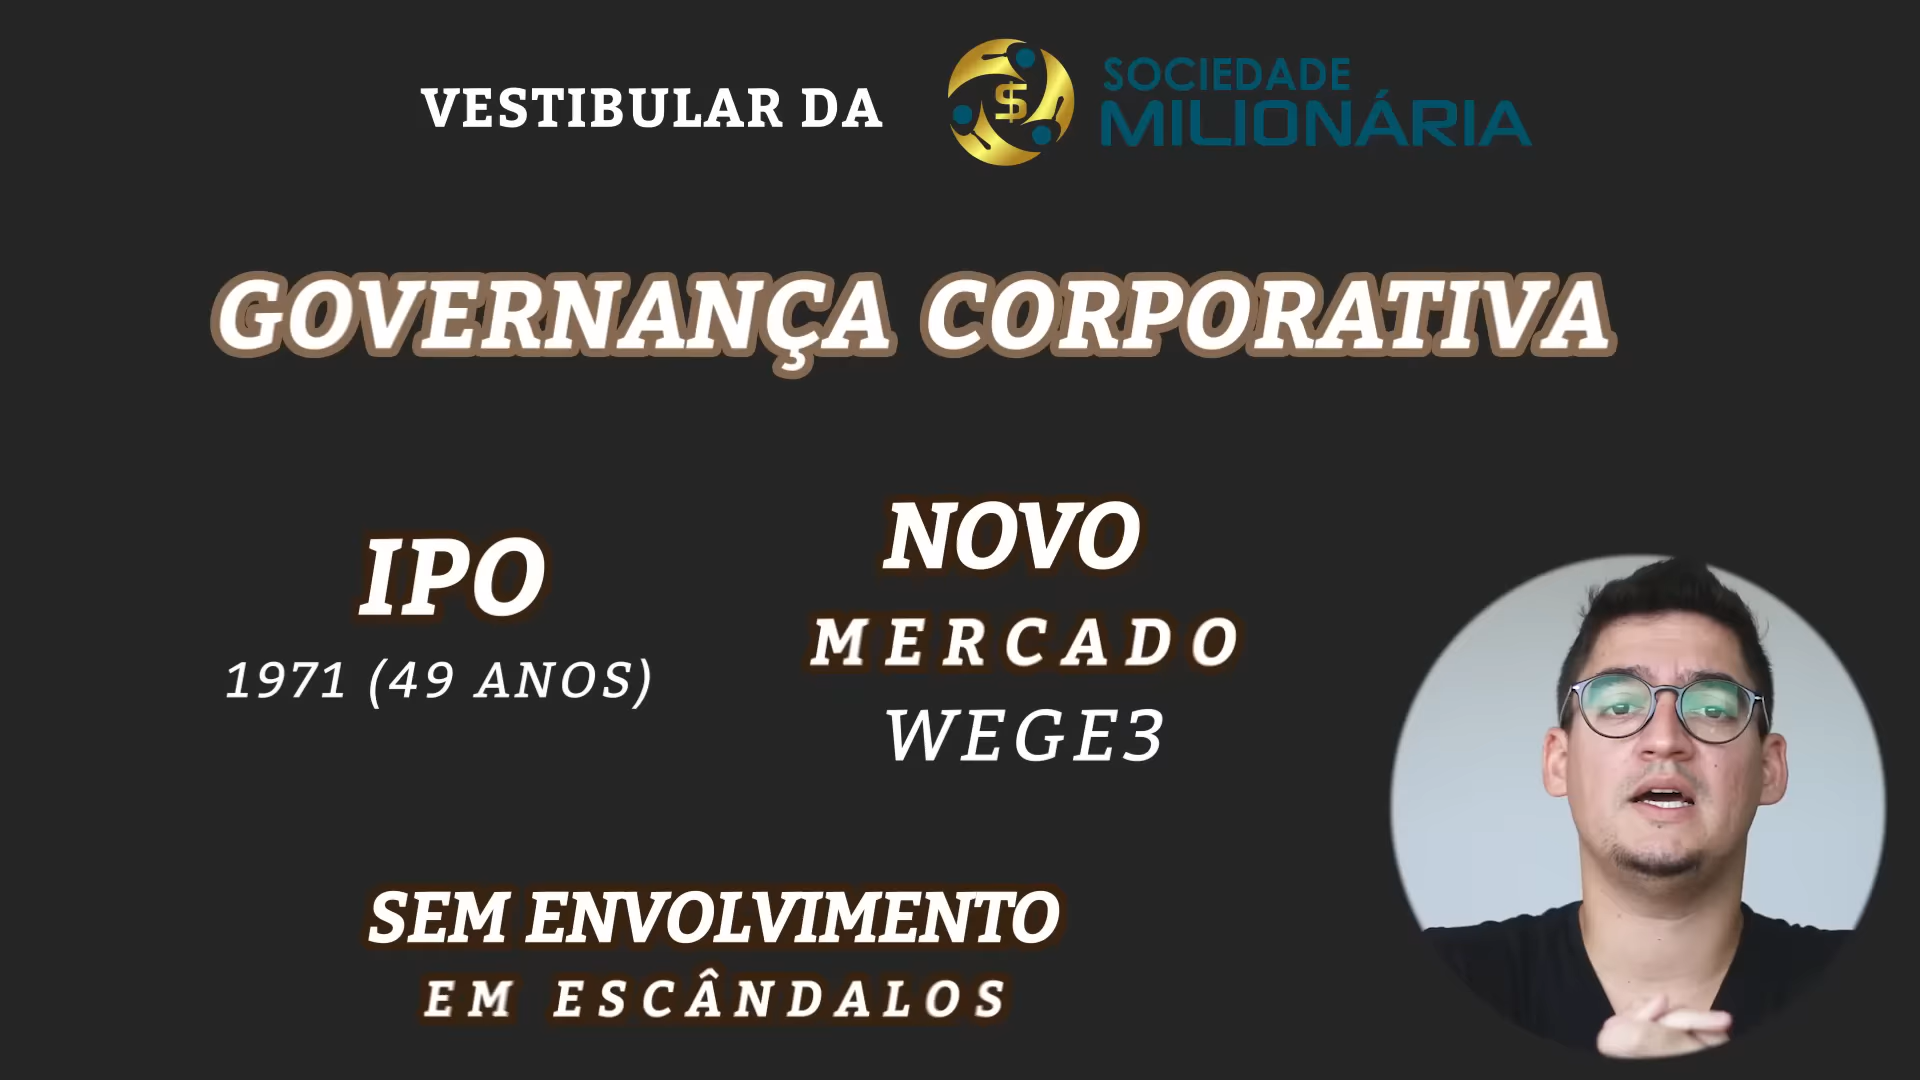 VESTIBULAR DA
SOCIEDADE
MILIONÁRIA
$
GOVERNANÇA CORPORATIVA
IPO
1971 (49 ANOS)
NOVO
MERCADO
WEGE3
SEM ENVOLVIMENTO
EM ESCÂNDALOS